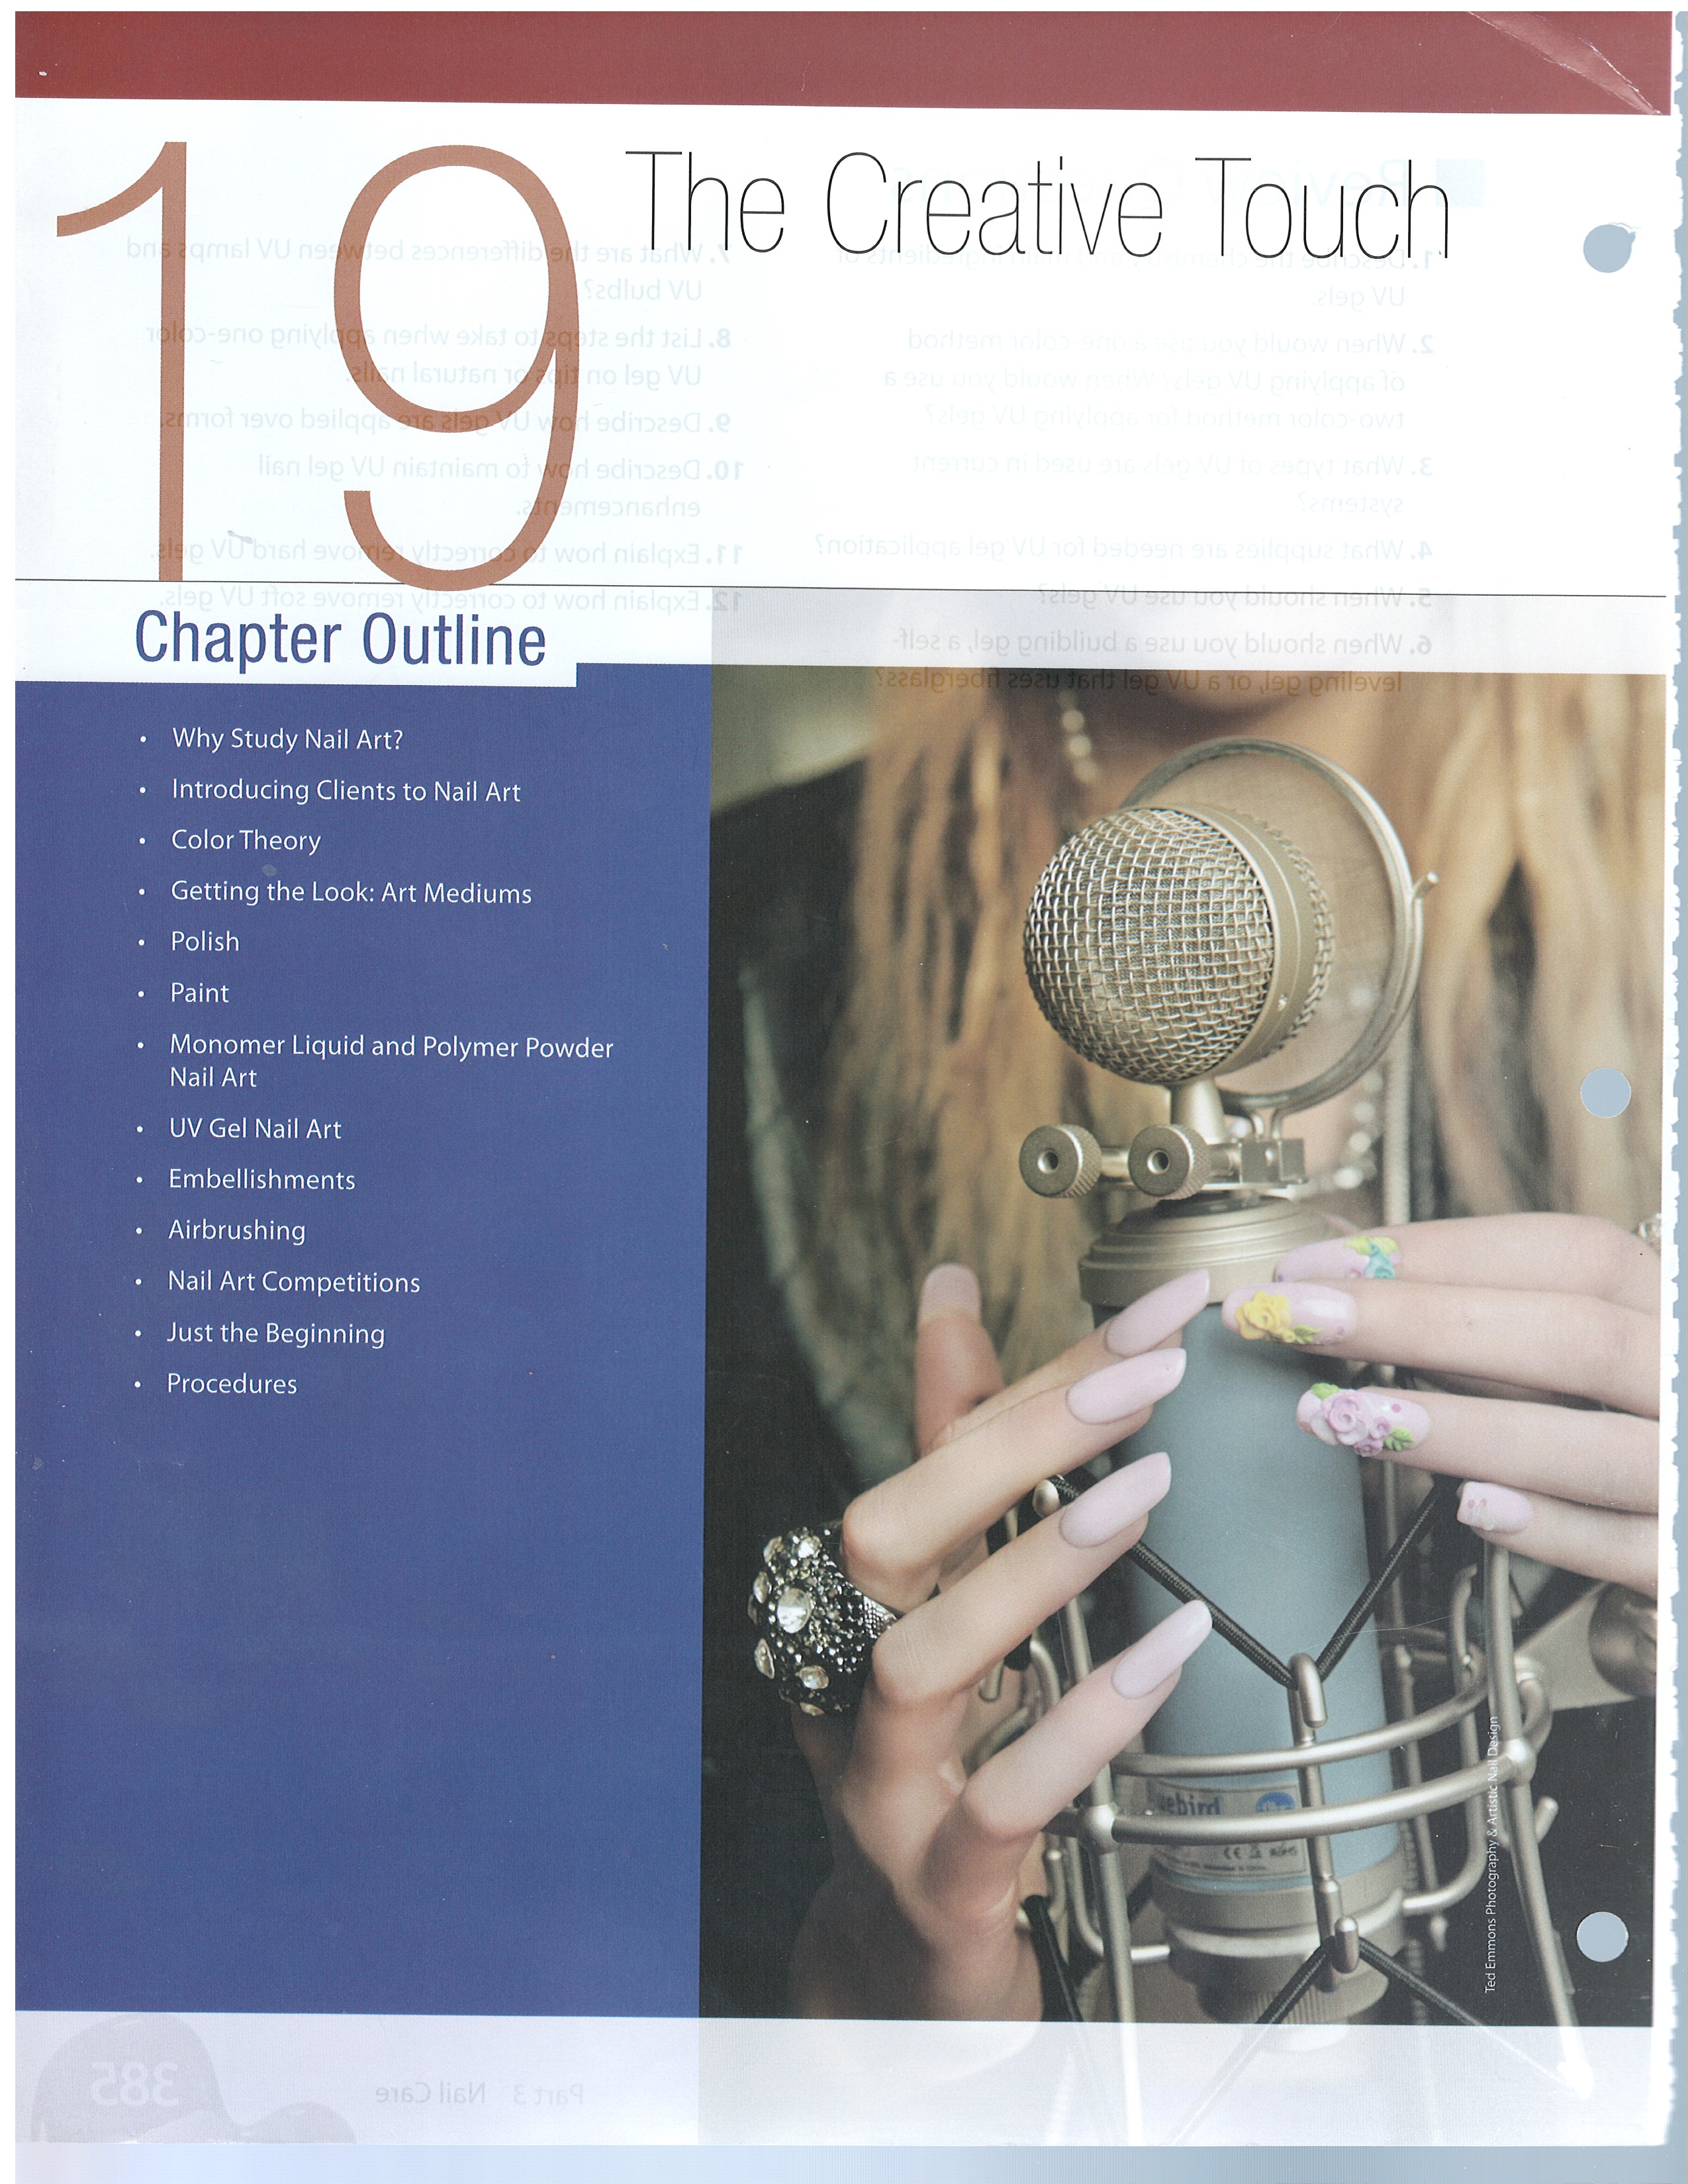 19
The Creative Touch
Chapter Outline
• Why Study Nail Art?
• Introducing Clients to Nail Art
• Color Theory
• Getting the Look: Art Mediums
• Polish
• Paint
• Monomer Liquid and Polymer Powder
Nail Art
• UV Gel Nail Art
• Embellishments
• Airbrushing
• Nail Art Competitions
• Just the Beginning
• Procedures
Ted Emmons Photography & Artistic Nail Design